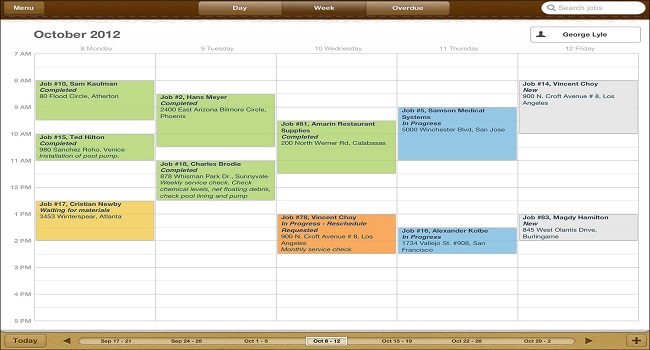 Menu
Day
Week
Overdue
Search jobs
October 2012
George Lyle
8 Monday
9 Tuesday
10 Wednesday
11 Thursday
12 Friday
7 AM
8 AM
9 AM
10 AM
11 AM
12 PM
1 PM
2 PM
3 PM
4 PM
5 PM
Job #10, Sam Kaufman
Completed
80 Flood Circle, Atherton
Job #15, Ted Hilton
Completed
980 Sanchez Roho, Venice
Installation of pool pump.
Job #17, Cristian Newby
Waiting for materials
3453 Winterspear, Atlanta
Job #2, Hans Meyer
Completed
2400 East Arizona Bilmore Circle,
Phoenix
Job #18, Charles Brodie
Completed
878 Whisman Park Dr., Sunnyvale
Weekly service check. Check
chemical levels, net floating debris,
check pool lining and pump
Job #81, Amarin Restaurant
Supplies
Completed
200 North Werner Rd, Calabasas
Job #78, Vincent Choy
In Progress - Reschedule
Requested
900 N. Croft Avenue # 8, Los
Angeles
Monthly service check.
Job #5, Samson Medical
Systems
In Progress
5000 Winchester Blvd, San Jose
Job #16, Alexander Kolbe
In Progress
1734 Vallejo St. #908, San
Francisco
Job #14, Vincent Choy
New
900 N. Croft Avenue # 8, Los
Angeles
Job #83, Magdy Hamilton
New
845 West Olantis Drive,
Burlingame
Today
Sep 17 - 21
Sep 24 - 28
Oct 1 - 5
Oct 8 - 12
Oct 15 - 19
Oct 22 - 26
Oct 29 - 2